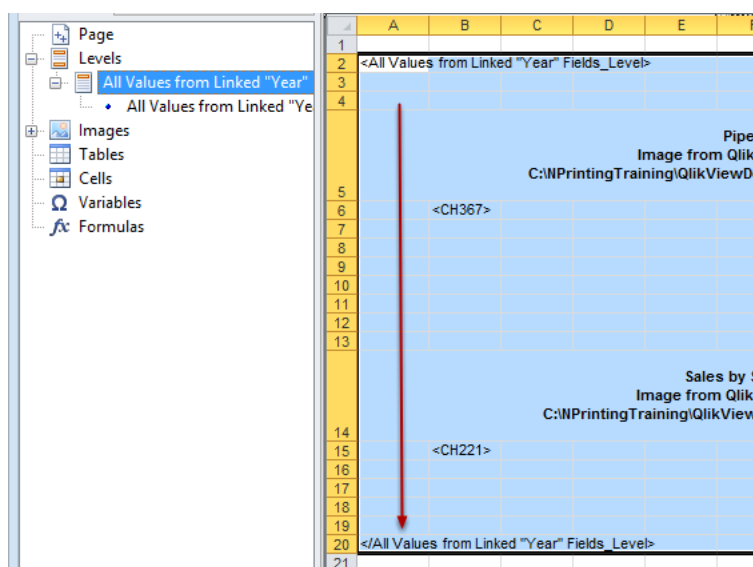 Page
Levels
All Values from Linked "Year"
All Values from Linked "Ye
Images
Tables
Cells
Variables
Formulas
A B C D E
1
2 <All Values from Linked "Year" Fields_Level>
3
4
Pipe
Image from Qlik
C:\NPrintingTraining\QlikViewD
5
6 <CH367>
7
8
9
10
11
12
13
Sales by S
Image from Qlik
C:\NPrintingTraining\QlikView
14
15 <CH221>
16
17
18
19
20 </All Values from Linked "Year" Fields_Level>
21